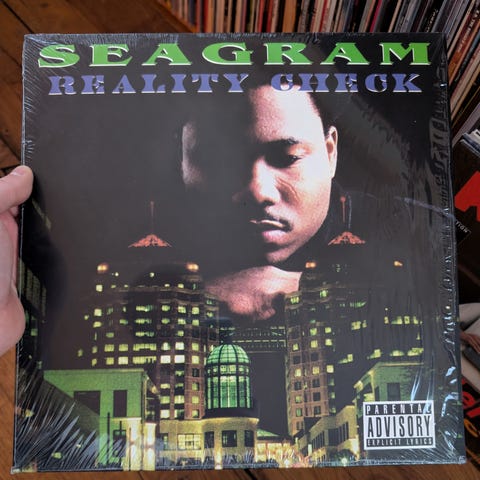 SEAGRAM
REALITY CHECK
PARENTAL
ADVISORY
EXPLICIT LYRICS